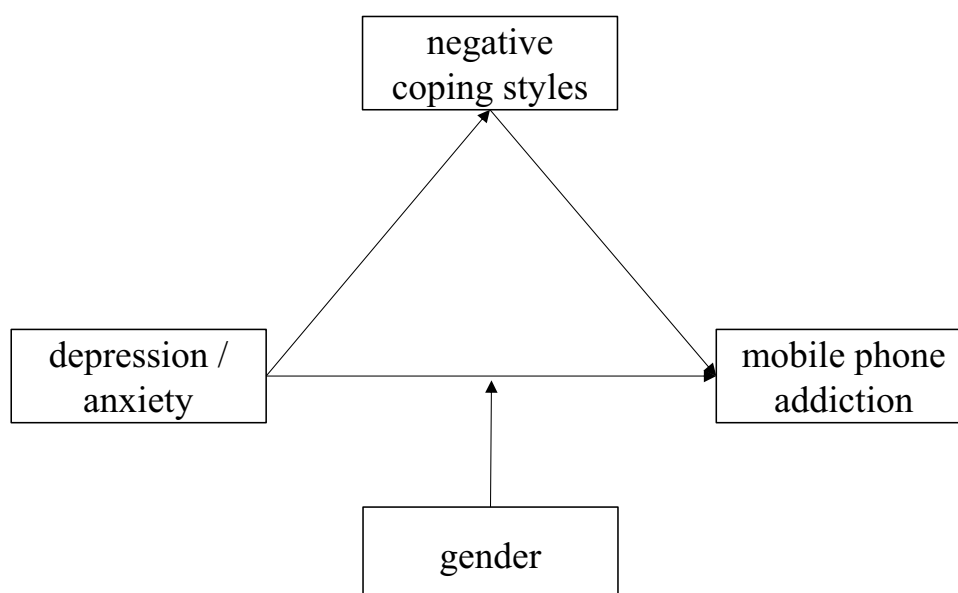 negative
coping styles
depression /
anxiety
mobile phone
addiction
gender